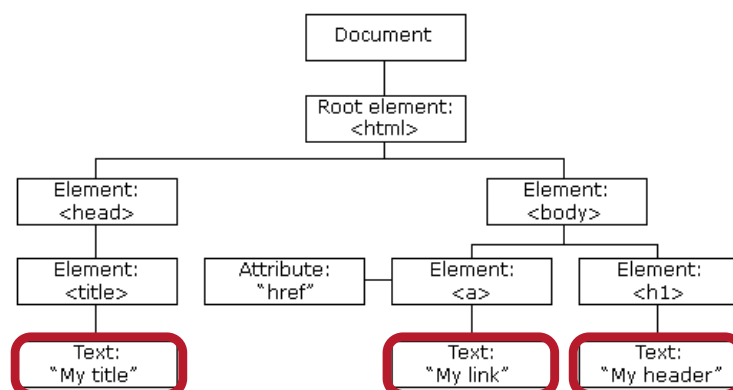 Document
Root element:
<html>
Element:
<head>
Element:
<body>
Element:
<title>
Attribute:
“href”
Element:
<a>
Element:
<h1>
Text:
“My title”
Text:
“My link”
Text:
“My header”